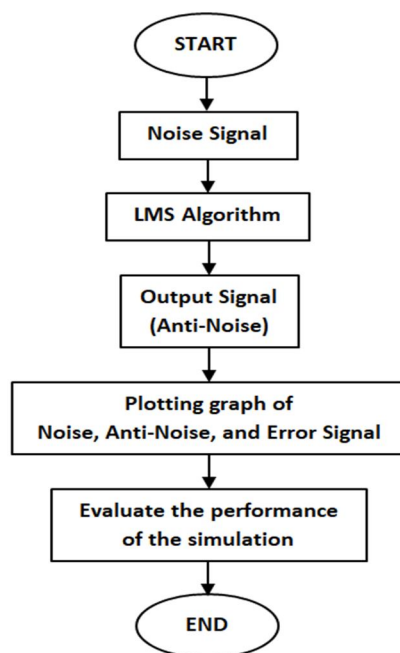 START
Noise Signal
LMS Algorithm
Output Signal
(Anti-Noise)
Plotting graph of
Noise, Anti-Noise, and Error Signal
Evaluate the performance
of the simulation
END